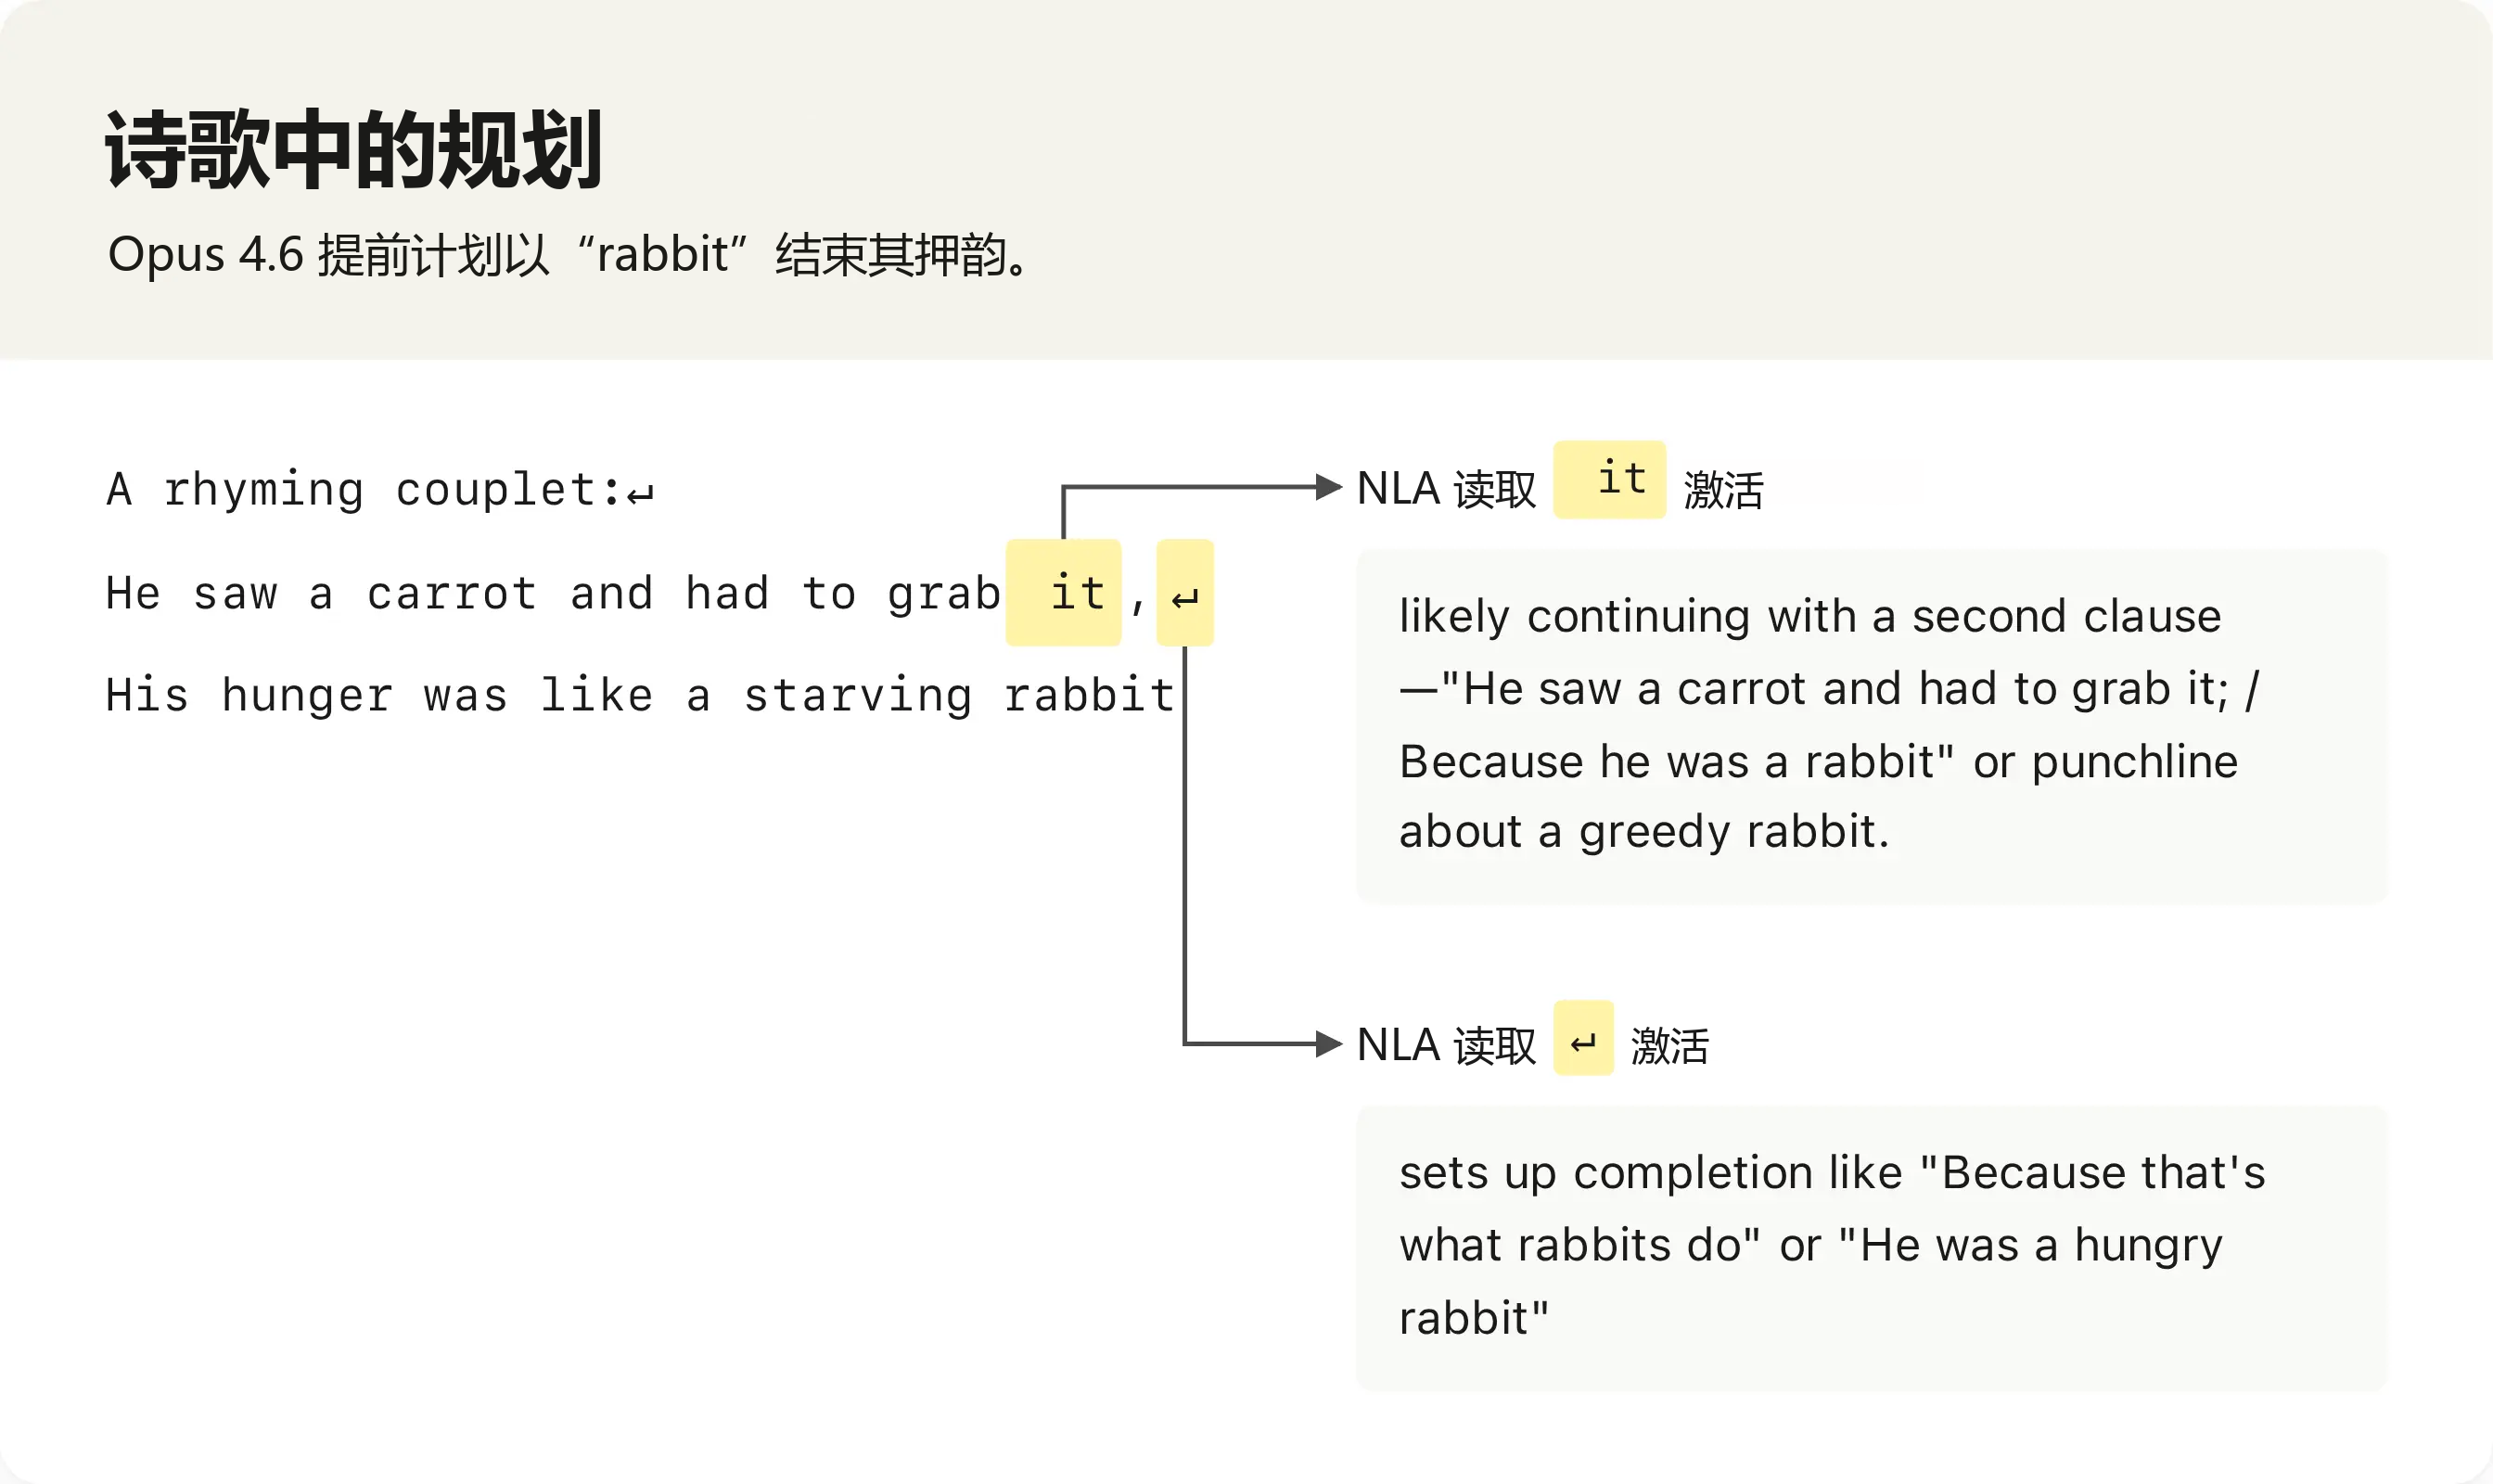 诗歌中的规划
Opus 4.6 提前计划以“rabbit”结束其押韵。
A rhyming couplet:↵
He saw a carrot and had to grab it,↵
His hunger was like a starving rabbit
NLA 读取 it 激活
likely continuing with a second clause
—"He saw a carrot and had to grab it; /
Because he was a rabbit" or punchline
about a greedy rabbit.
NLA 读取 ↵ 激活
sets up completion like "Because that's
what rabbits do" or "He was a hungry
rabbit"